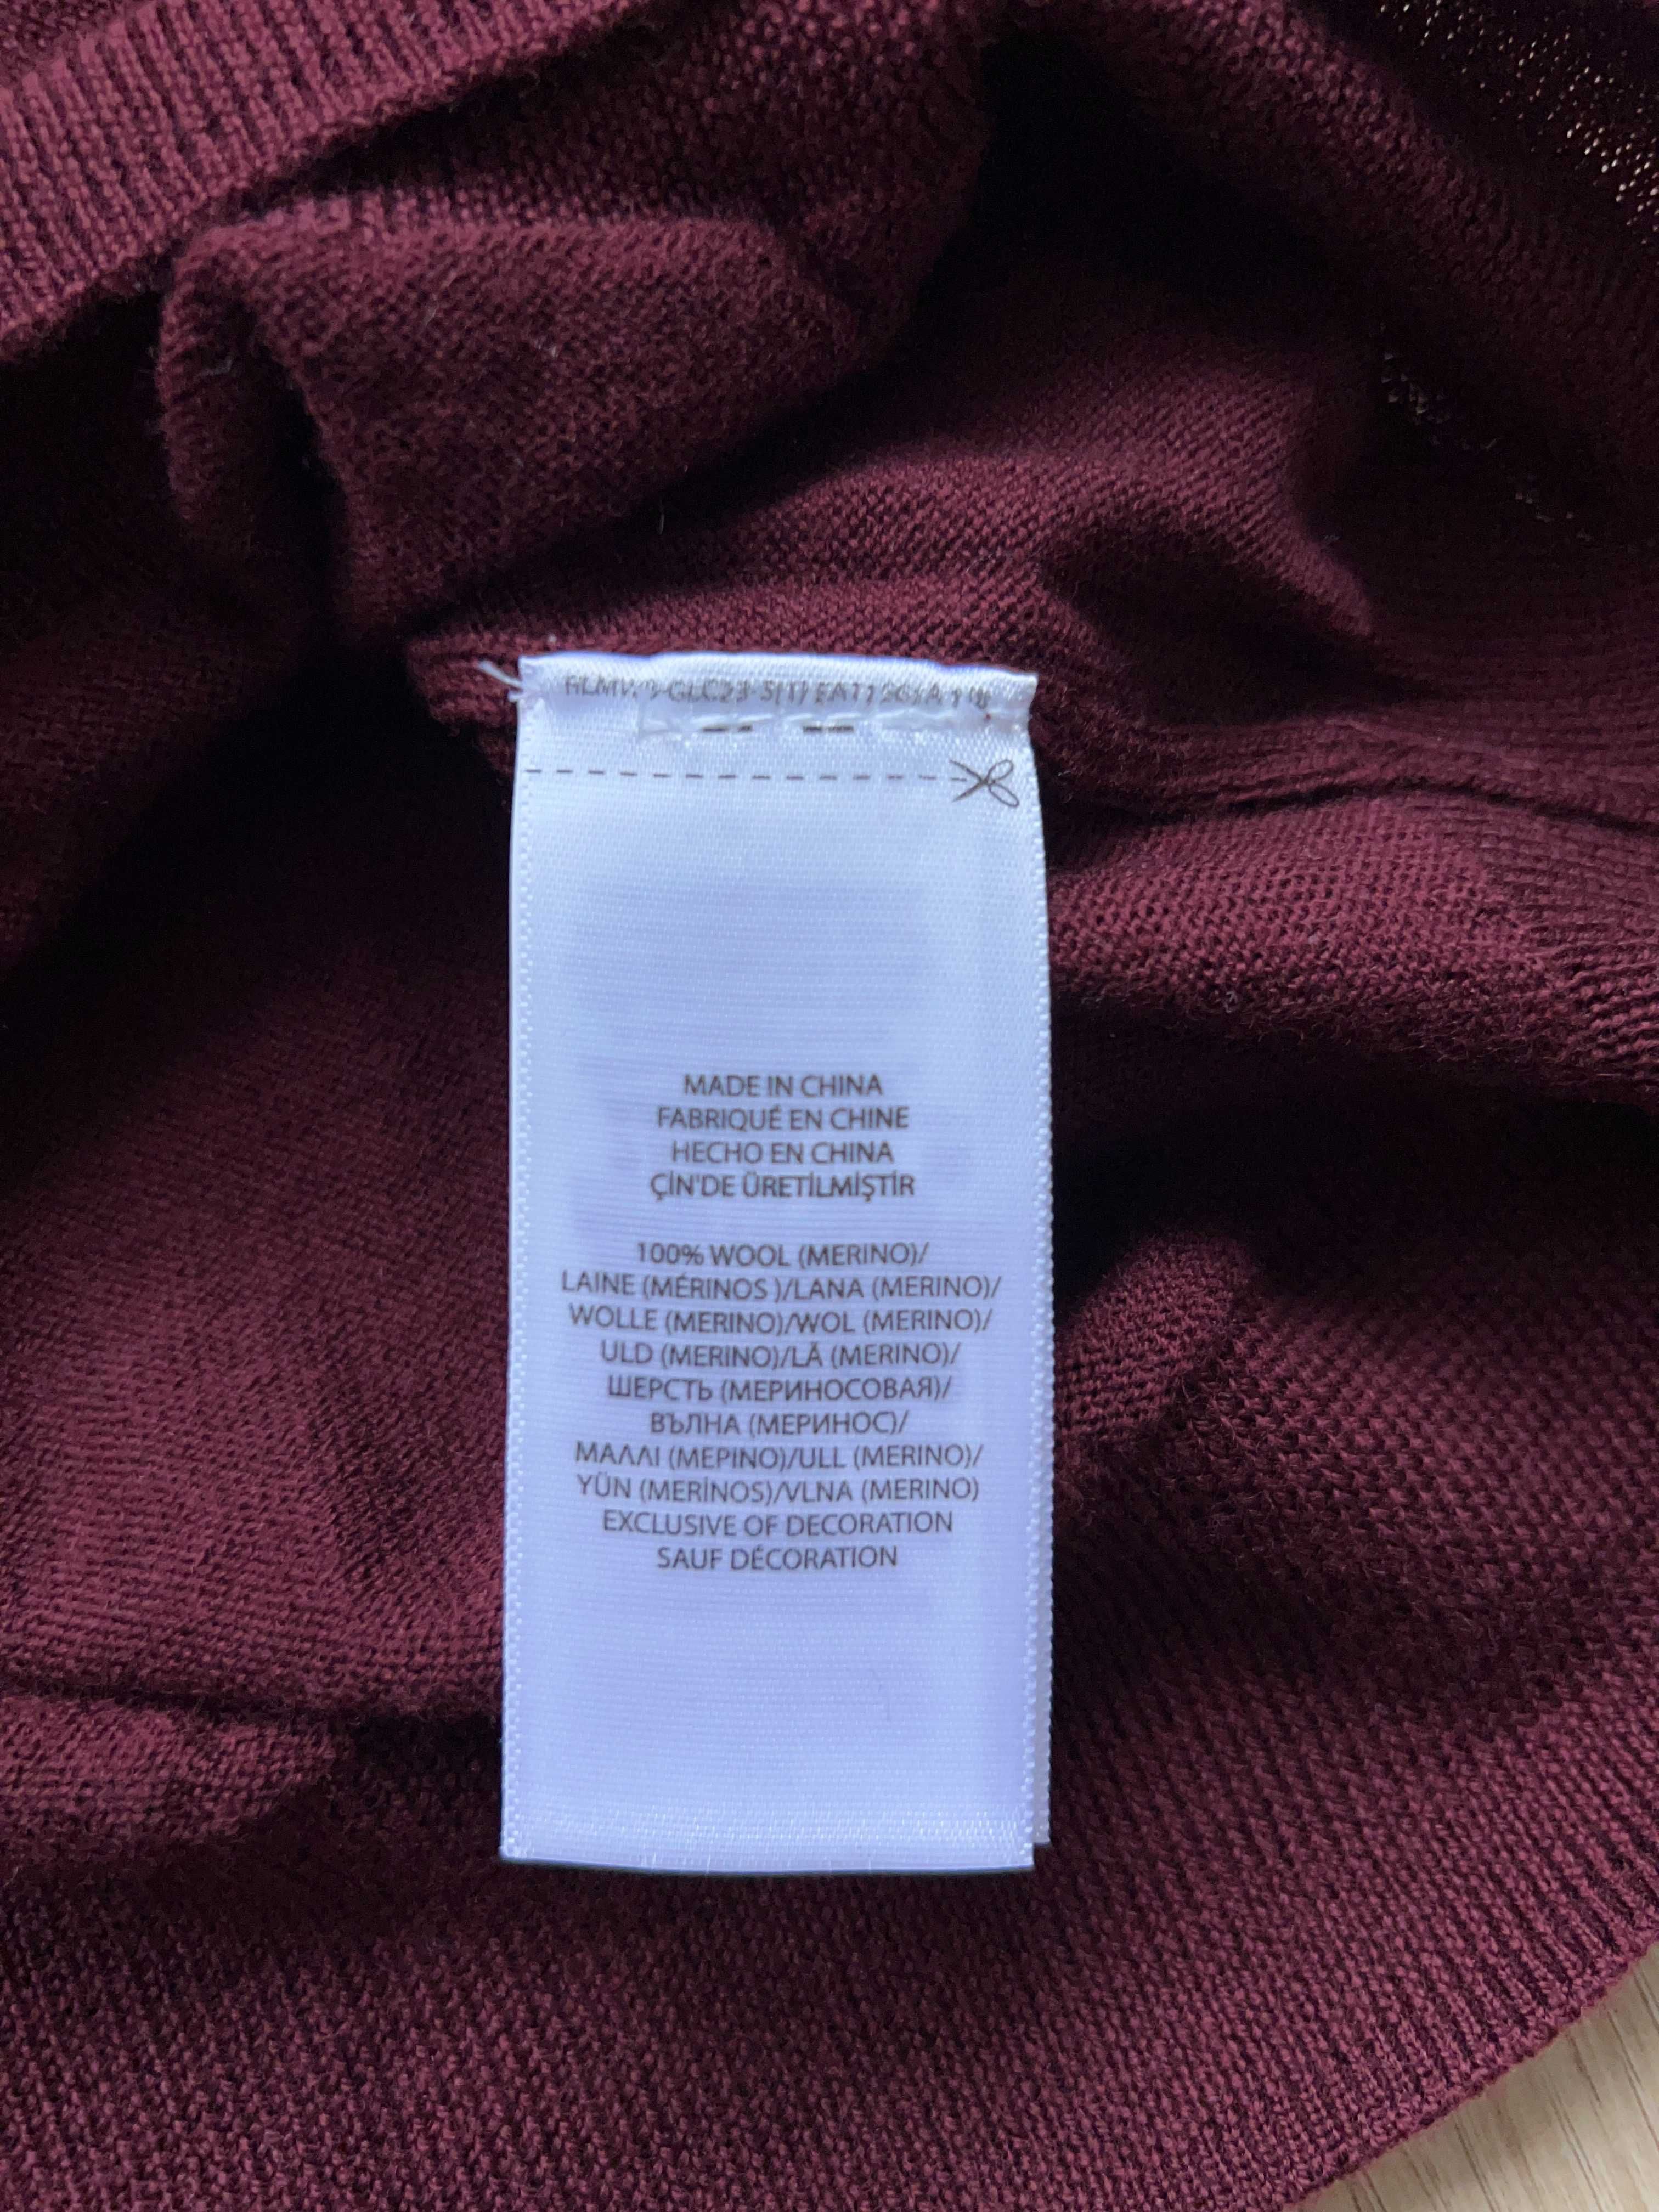 MADE IN CHINA
FABRIQUÉ EN CHINE
HECHO EN CHINA
ÇİN'DE ÜRETİLMİŞTİR
100% WOOL (MERINO)/
LAINE (MÉRINOS )/LANA (MERINO)/
WOLLE (MERINO)/WOL (MERINO)/
ULD (MERINO)/LÃ (MERINO)/
ШЕРСТЬ (МЕРИНОСОВАЯ)/
ВЪЛНА (МЕРИНОС)/
ΜΑΛΛΙ (ΜΕΡΙΝΟ)/ULL (MERINO)/
YÜN (MERİNOS)/VLNA (MERINO)
EXCLUSIVE OF DECORATION
SAUF DÉCORATION